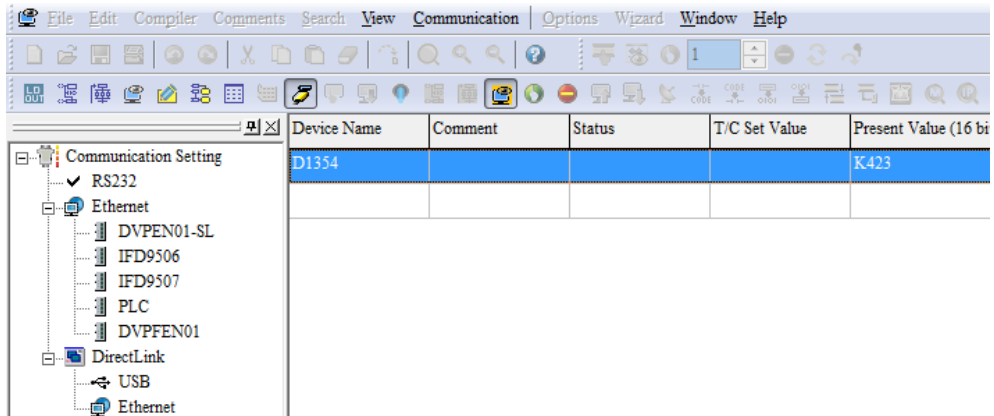 File Edit Compiler Comments Search View Communication Options Wizard Window Help
1
Device Name Comment Status T/C Set Value Present Value (16 bi
D1354 K423
Communication Setting
RS232
Ethernet
DVPEN01-SL
IFD9506
IFD9507
PLC
DVPFEN01
DirectLink
USB
Ethernet